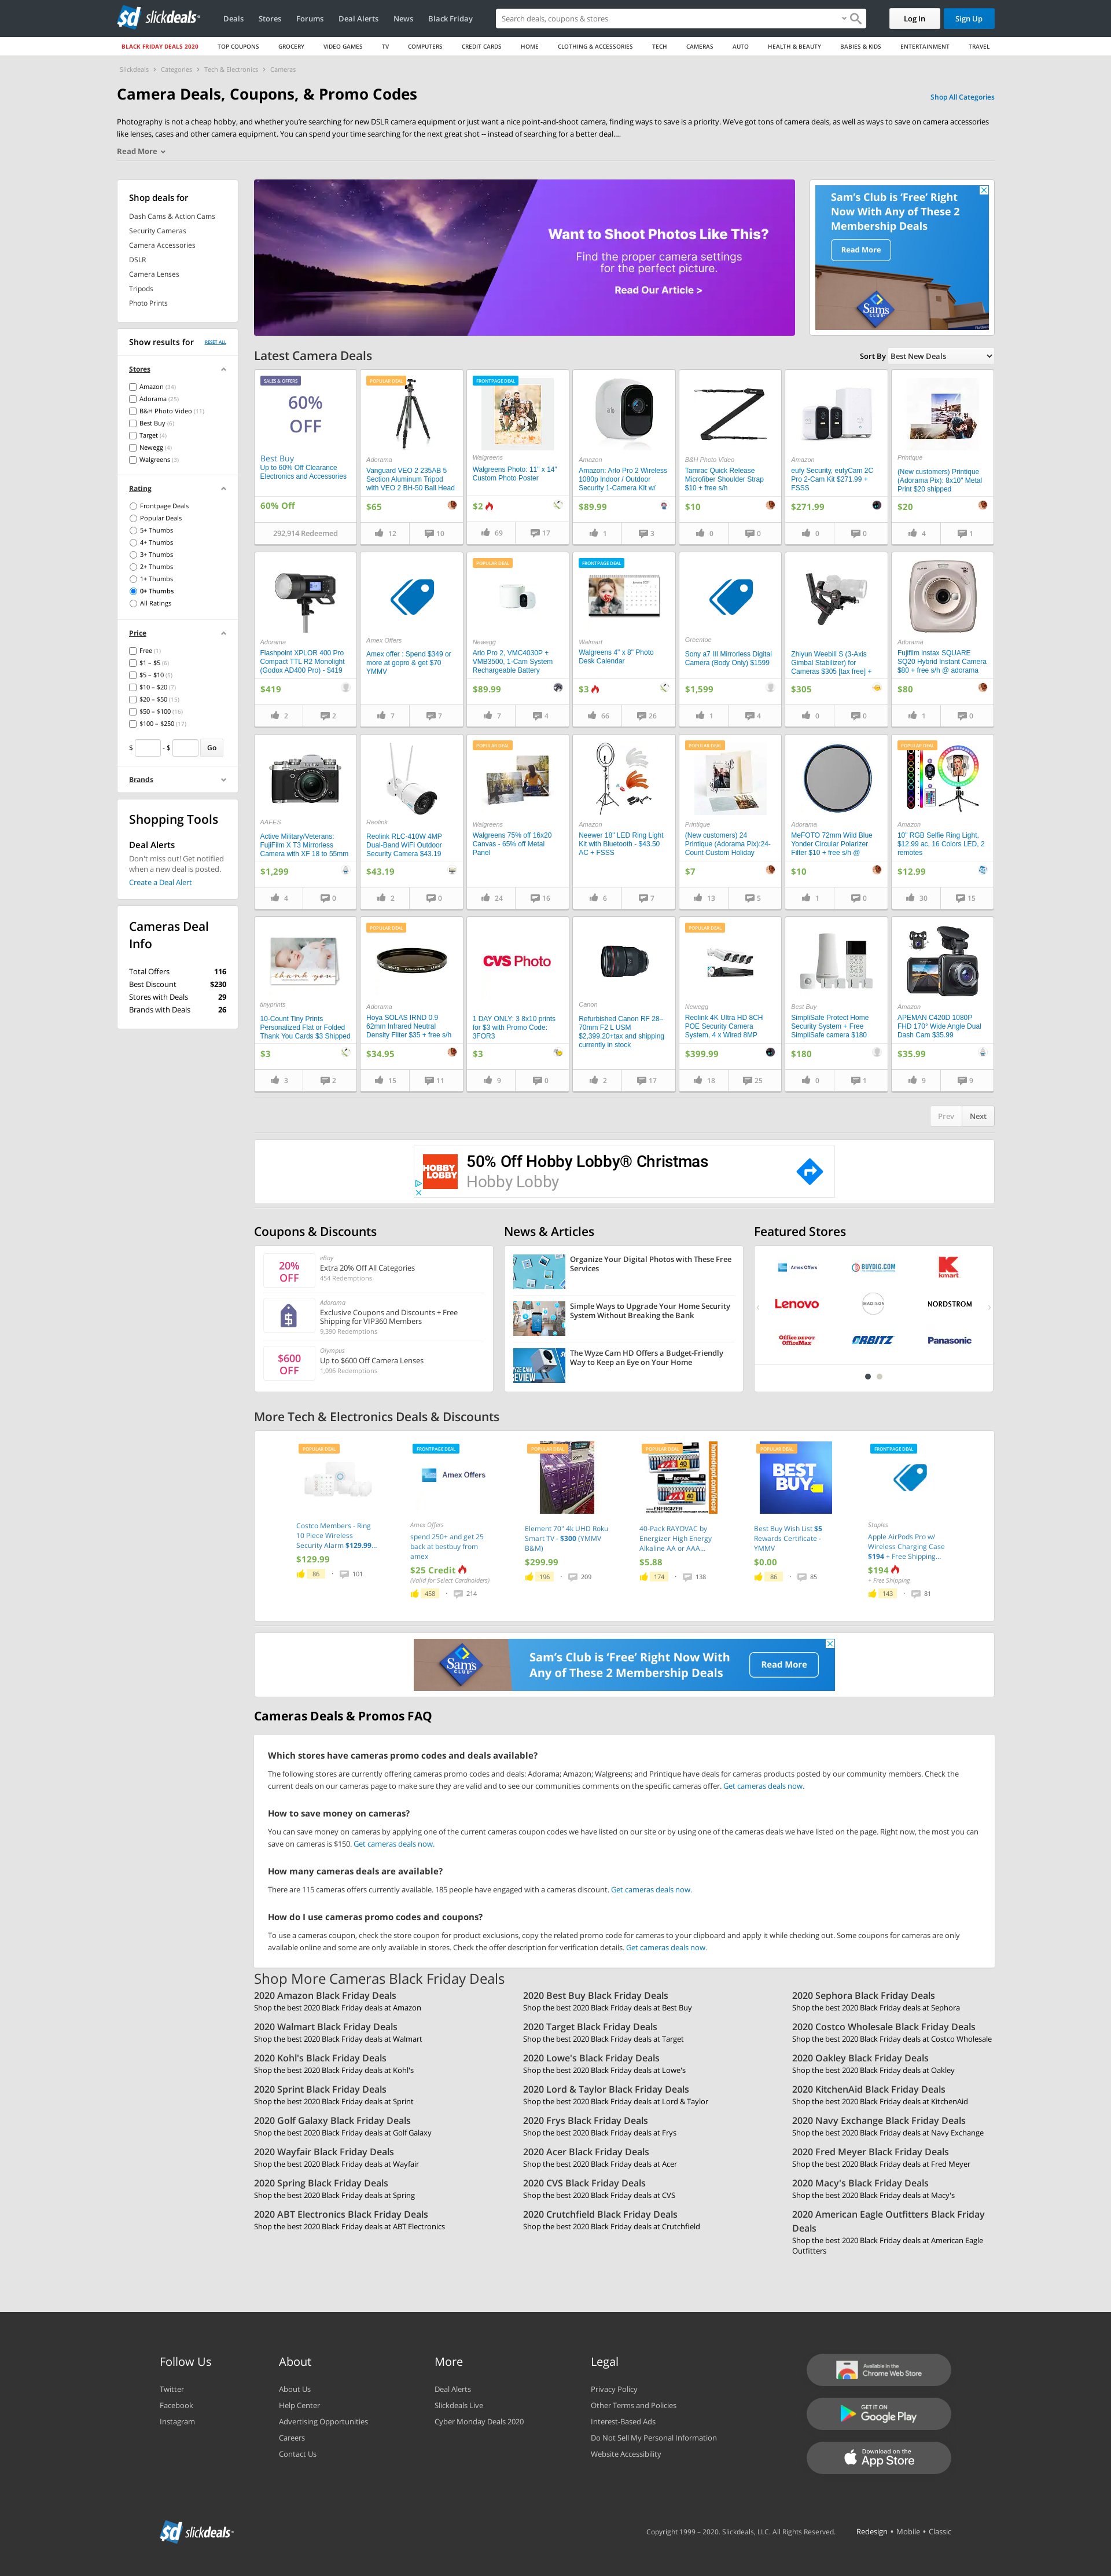 sd slickdeals
Deals
Stores
Forums
Deal Alerts
News
Black Friday
Search deals, coupons & stores
Log In
Sign Up
BLACK FRIDAY DEALS 2020
TOP COUPONS
GROCERY
VIDEO GAMES
TV
COMPUTERS
CREDIT CARDS
HOME
CLOTHING & ACCESSORIES
TECH
CAMERAS
AUTO
HEALTH & BEAUTY
BABIES & KIDS
ENTERTAINMENT
TRAVEL
Slickdeals > Categories > Tech & Electronics > Cameras
Camera Deals, Coupons, & Promo Codes
Shop All Categories
Photography is not a cheap hobby, and whether you're searching for new DSLR camera equipment or just want a nice point-and-shoot camera, finding ways to save is a priority. We've got tons of camera deals, as well as ways to save on camera accessories
like lenses, cases and other camera equipment. You can spend your time searching for the next great shot -- instead of searching for a better deal....
Read More
Shop deals for
Dash Cams & Action Cams
Security Cameras
Camera Accessories
DSLR
Camera Lenses
Tripods
Photo Prints
Show results for
RESET ALL
Stores
Amazon (34)
Adorama (25)
B&H Photo Video (11)
Best Buy (6)
Target (4)
Newegg (4)
Walgreens (3)
Rating
Frontpage Deals
Popular Deals
5+ Thumbs
4+ Thumbs
3+ Thumbs
2+ Thumbs
1+ Thumbs
0+ Thumbs
All Ratings
Price
Free (1)
$1 – $5 (6)
$5 – $10 (5)
$10 – $20 (7)
$20 – $50 (15)
$50 – $100 (16)
$100 – $250 (17)
$ - $ Go
Brands
Shopping Tools
Deal Alerts
Don't miss out! Get notified
when a new deal is posted.
Create a Deal Alert
Cameras Deal
Info
Total Offers 116
Best Discount $230
Stores with Deals 29
Brands with Deals 26
Want to Shoot Photos Like This?
Find the proper camera settings
for the perfect picture.
Read Our Article >
Sam's Club is 'Free' Right
Now With Any of These 2
Membership Deals
Read More
Sam's
CLUB
Latest Camera Deals
Sort By Best New Deals
SALES & OFFERS
60%
OFF
Best Buy
Up to 60% Off Clearance
Electronics and Accessories
60% Off
292,914 Redeemed
POPULAR DEAL
Adorama
Vanguard VEO 2 235AB 5
Section Aluminum Tripod
with VEO 2 BH-50 Ball Head
$65
12 10
FRONTPAGE DEAL
Walgreens
Walgreens Photo: 11" x 14"
Custom Photo Poster
$2
69 17
Amazon
Amazon: Arlo Pro 2 Wireless
1080p Indoor / Outdoor
Security 1-Camera Kit w/
$89.99
1 3
B&H Photo Video
Tamrac Quick Release
Microfiber Shoulder Strap
$10 + free s/h
$10
0 0
Amazon
eufy Security, eufyCam 2C
Pro 2-Cam Kit $271.99 +
FSSS
$271.99
0 0
Printique
(New customers) Printique
(Adorama Pix): 8x10" Metal
Print $20 shipped
$20
4 1
Adorama
Flashpoint XPLOR 400 Pro
Compact TTL R2 Monolight
(Godox AD400 Pro) - $419
$419
2 2
Amex Offers
Amex offer : Spend $349 or
more at gopro & get $70
YMMV
7 7
POPULAR DEAL
Newegg
Arlo Pro 2, VMC4030P +
VMB3500, 1-Cam System
Rechargeable Battery
$89.99
7 4
FRONTPAGE DEAL
Walmart
Walgreens 4" x 8" Photo
Desk Calendar
$3
66 26
Greentoe
Sony a7 III Mirrorless Digital
Camera (Body Only) $1599
$1,599
1 4
Zhiyun Weebill S (3-Axis
Gimbal Stabilizer) for
Cameras $305 [tax free] +
$305
0 0
Adorama
Fujifilm instax SQUARE
SQ20 Hybrid Instant Camera
$80 + free s/h @ adorama
$80
1 0
AAFES
Active Military/Veterans:
FujiFilm X T3 Mirrorless
Camera with XF 18 to 55mm
$1,299
4 0
Reolink
Reolink RLC-410W 4MP
Dual-Band WiFi Outdoor
Security Camera $43.19
$43.19
2 0
POPULAR DEAL
Walgreens
Walgreens 75% off 16x20
Canvas - 65% off Metal
Panel
24 16
Amazon
Neewer 18" LED Ring Light
Kit with Bluetooth - $43.50
AC + FSSS
6 7
POPULAR DEAL
Printique
(New customers) 24
Printique (Adorama Pix):24-
Count Custom Holiday
$7
13 5
Adorama
MeFOTO 72mm Wild Blue
Yonder Circular Polarizer
Filter $10 + free s/h @
$10
1 0
POPULAR DEAL
Amazon
10" RGB Selfie Ring Light,
$12.99 ac, 16 Colors LED, 2
remotes
$12.99
30 15
thank you
tinyprints
10-Count Tiny Prints
Personalized Flat or Folded
Thank You Cards $3 Shipped
$3
3 2
POPULAR DEAL
Adorama
Hoya SOLAS IRND 0.9
62mm Infrared Neutral
Density Filter $35 + free s/h
$34.95
15 11
CVS Photo
1 DAY ONLY: 3 8x10 prints
for $3 with Promo Code:
3FOR3
$3
9 0
Canon
Refurbished Canon RF 28–
70mm F2 L USM
$2,399.20+tax and shipping
currently in stock
2 17
POPULAR DEAL
Newegg
Reolink 4K Ultra HD 8CH
POE Security Camera
System, 4 x Wired 8MP
$399.99
18 25
Best Buy
SimpliSafe Protect Home
Security System + Free
SimpliSafe camera $180
$180
0 1
Amazon
APEMAN C420D 1080P
FHD 170° Wide Angle Dual
Dash Cam $35.99
$35.99
9 9
Prev Next
HOBBY
LOBBY
50% Off Hobby Lobby® Christmas
Hobby Lobby
Coupons & Discounts
20%
OFF
eBay
Extra 20% Off All Categories
454 Redemptions
Adorama
Exclusive Coupons and Discounts + Free
Shipping for VIP360 Members
9,390 Redemptions
$600
OFF
Olympus
Up to $600 Off Camera Lenses
1,096 Redemptions
News & Articles
Organize Your Digital Photos with These Free
Services
Simple Ways to Upgrade Your Home Security
System Without Breaking the Bank
The Wyze Cam HD Offers a Budget-Friendly
Way to Keep an Eye on Your Home
Featured Stores
Amex Offers
BUYDIG.COM
Kmart
Lenovo
MADISON
NORDSTROM
Office DEPOT
OfficeMax
ORBITZ
Panasonic
More Tech & Electronics Deals & Discounts
POPULAR DEAL
Costco Members - Ring
10 Piece Wireless
Security Alarm $129.99...
$129.99
86 101
FRONTPAGE DEAL
Amex Offers
Amex Offers
spend 250+ and get 25
back at bestbuy from
amex
$25 Credit
(Valid for Select Cardholders)
458 214
POPULAR DEAL
Element 70" 4k UHD Roku
Smart TV - $300 (YMMV
B&M)
$299.99
196 209
POPULAR DEAL
40-Pack RAYOVAC by
Energizer High Energy
Alkaline AA or AAA...
$5.88
174 138
POPULAR DEAL
BEST
BUY
Best Buy Wish List $5
Rewards Certificate -
YMMV
$0.00
86 85
FRONTPAGE DEAL
Staples
Apple AirPods Pro w/
Wireless Charging Case
$194 + Free Shipping...
$194
+ Free Shipping
143 81
Sam's
CLUB
Sam's Club is 'Free' Right Now With
Any of These 2 Membership Deals
Read More
Cameras Deals & Promos FAQ
Which stores have cameras promo codes and deals available?
The following stores are currently offering cameras promo codes and deals: Adorama; Amazon; Walgreens; and Printique have deals for cameras products posted by our community members. Check the
current deals on our cameras page to make sure they are valid and to see our communities comments on the specific cameras offer. Get cameras deals now.
How to save money on cameras?
You can save money on cameras by applying one of the current cameras coupon codes we have listed on our site or by using one of the cameras deals we have listed on the page. Right now, the most you can
save on cameras is $150. Get cameras deals now.
How many cameras deals are available?
There are 115 cameras offers currently available. 185 people have engaged with a cameras discount. Get cameras deals now.
How do I use cameras promo codes and coupons?
To use a cameras coupon, check the store coupon for product exclusions, copy the related promo code for cameras to your clipboard and apply it while checking out. Some coupons for cameras are only
available online and some are only available in stores. Check the offer description for verification details. Get cameras deals now.
Shop More Cameras Black Friday Deals
2020 Amazon Black Friday Deals
Shop the best 2020 Black Friday deals at Amazon
2020 Best Buy Black Friday Deals
Shop the best 2020 Black Friday deals at Best Buy
2020 Sephora Black Friday Deals
Shop the best 2020 Black Friday deals at Sephora
2020 Walmart Black Friday Deals
Shop the best 2020 Black Friday deals at Walmart
2020 Target Black Friday Deals
Shop the best 2020 Black Friday deals at Target
2020 Costco Wholesale Black Friday Deals
Shop the best 2020 Black Friday deals at Costco Wholesale
2020 Kohl's Black Friday Deals
Shop the best 2020 Black Friday deals at Kohl's
2020 Lowe's Black Friday Deals
Shop the best 2020 Black Friday deals at Lowe's
2020 Oakley Black Friday Deals
Shop the best 2020 Black Friday deals at Oakley
2020 Sprint Black Friday Deals
Shop the best 2020 Black Friday deals at Sprint
2020 Lord & Taylor Black Friday Deals
Shop the best 2020 Black Friday deals at Lord & Taylor
2020 KitchenAid Black Friday Deals
Shop the best 2020 Black Friday deals at KitchenAid
2020 Golf Galaxy Black Friday Deals
Shop the best 2020 Black Friday deals at Golf Galaxy
2020 Frys Black Friday Deals
Shop the best 2020 Black Friday deals at Frys
2020 Navy Exchange Black Friday Deals
Shop the best 2020 Black Friday deals at Navy Exchange
2020 Wayfair Black Friday Deals
Shop the best 2020 Black Friday deals at Wayfair
2020 Acer Black Friday Deals
Shop the best 2020 Black Friday deals at Acer
2020 Fred Meyer Black Friday Deals
Shop the best 2020 Black Friday deals at Fred Meyer
2020 Spring Black Friday Deals
Shop the best 2020 Black Friday deals at Spring
2020 CVS Black Friday Deals
Shop the best 2020 Black Friday deals at CVS
2020 Macy's Black Friday Deals
Shop the best 2020 Black Friday deals at Macy's
2020 ABT Electronics Black Friday Deals
Shop the best 2020 Black Friday deals at ABT Electronics
2020 Crutchfield Black Friday Deals
Shop the best 2020 Black Friday deals at Crutchfield
2020 American Eagle Outfitters Black Friday
Deals
Shop the best 2020 Black Friday deals at American Eagle
Outfitters
Follow Us
Twitter
Facebook
Instagram
About
About Us
Help Center
Advertising Opportunities
Careers
Contact Us
More
Deal Alerts
Slickdeals Live
Cyber Monday Deals 2020
Legal
Privacy Policy
Other Terms and Policies
Interest-Based Ads
Do Not Sell My Personal Information
Website Accessibility
Available in the
Chrome Web Store
GET IT ON
Google Play
Download on the
App Store
sd slickdeals
Copyright 1999 – 2020. Slickdeals, LLC. All Rights Reserved.
Redesign • Mobile • Classic